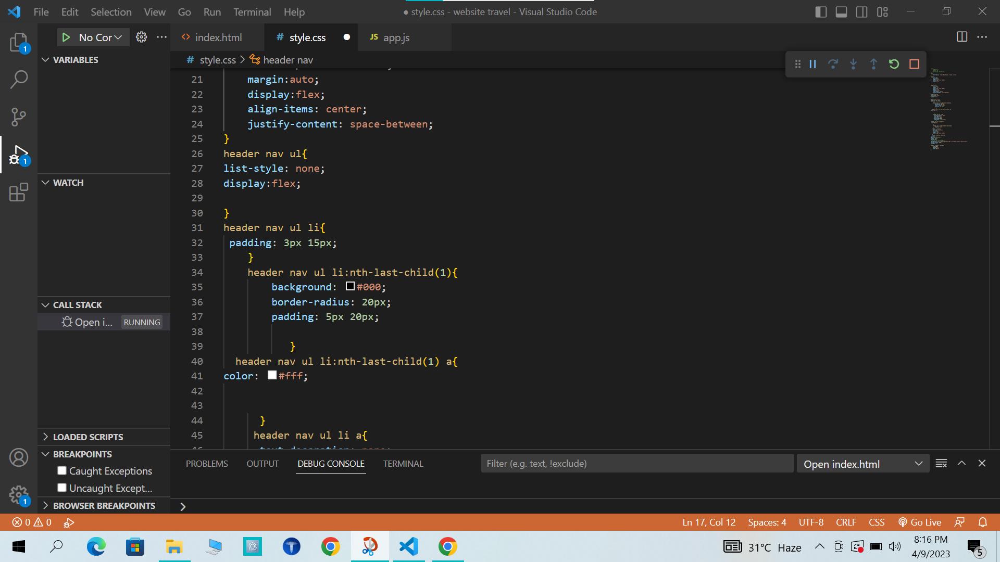 File Edit Selection View Go Run Terminal Help
● style.css - website travel - Visual Studio Code
1
No Cor
···
<> index.html
# style.css ●
JS app.js
···
# style.css > header nav
VARIABLES
WATCH
CALL STACK
Open i... RUNNING
LOADED SCRIPTS
BREAKPOINTS
Caught Exceptions
Uncaught Except...
BROWSER BREAKPOINTS
1
1
21 margin:auto;
22 display:flex;
23 align-items: center;
24 justify-content: space-between;
25 }
26 header nav ul{
27 list-style: none;
28 display:flex;
29
30 }
31 header nav ul li{
32 padding: 3px 15px;
33 }
34 header nav ul li:nth-last-child(1){
35 background: #000;
36 border-radius: 20px;
37 padding: 5px 20px;
38
39 }
40 header nav ul li:nth-last-child(1) a{
41 color: #fff;
42
43
44 }
45 header nav ul li a{
PROBLEMS OUTPUT DEBUG CONSOLE TERMINAL
Filter (e.g. text, !exclude)
Open index.html
>
0 0
Ln 17, Col 12 Spaces: 4 UTF-8 CRLF CSS Go Live
T
31°C Haze
8:16 PM
4/9/2023
5